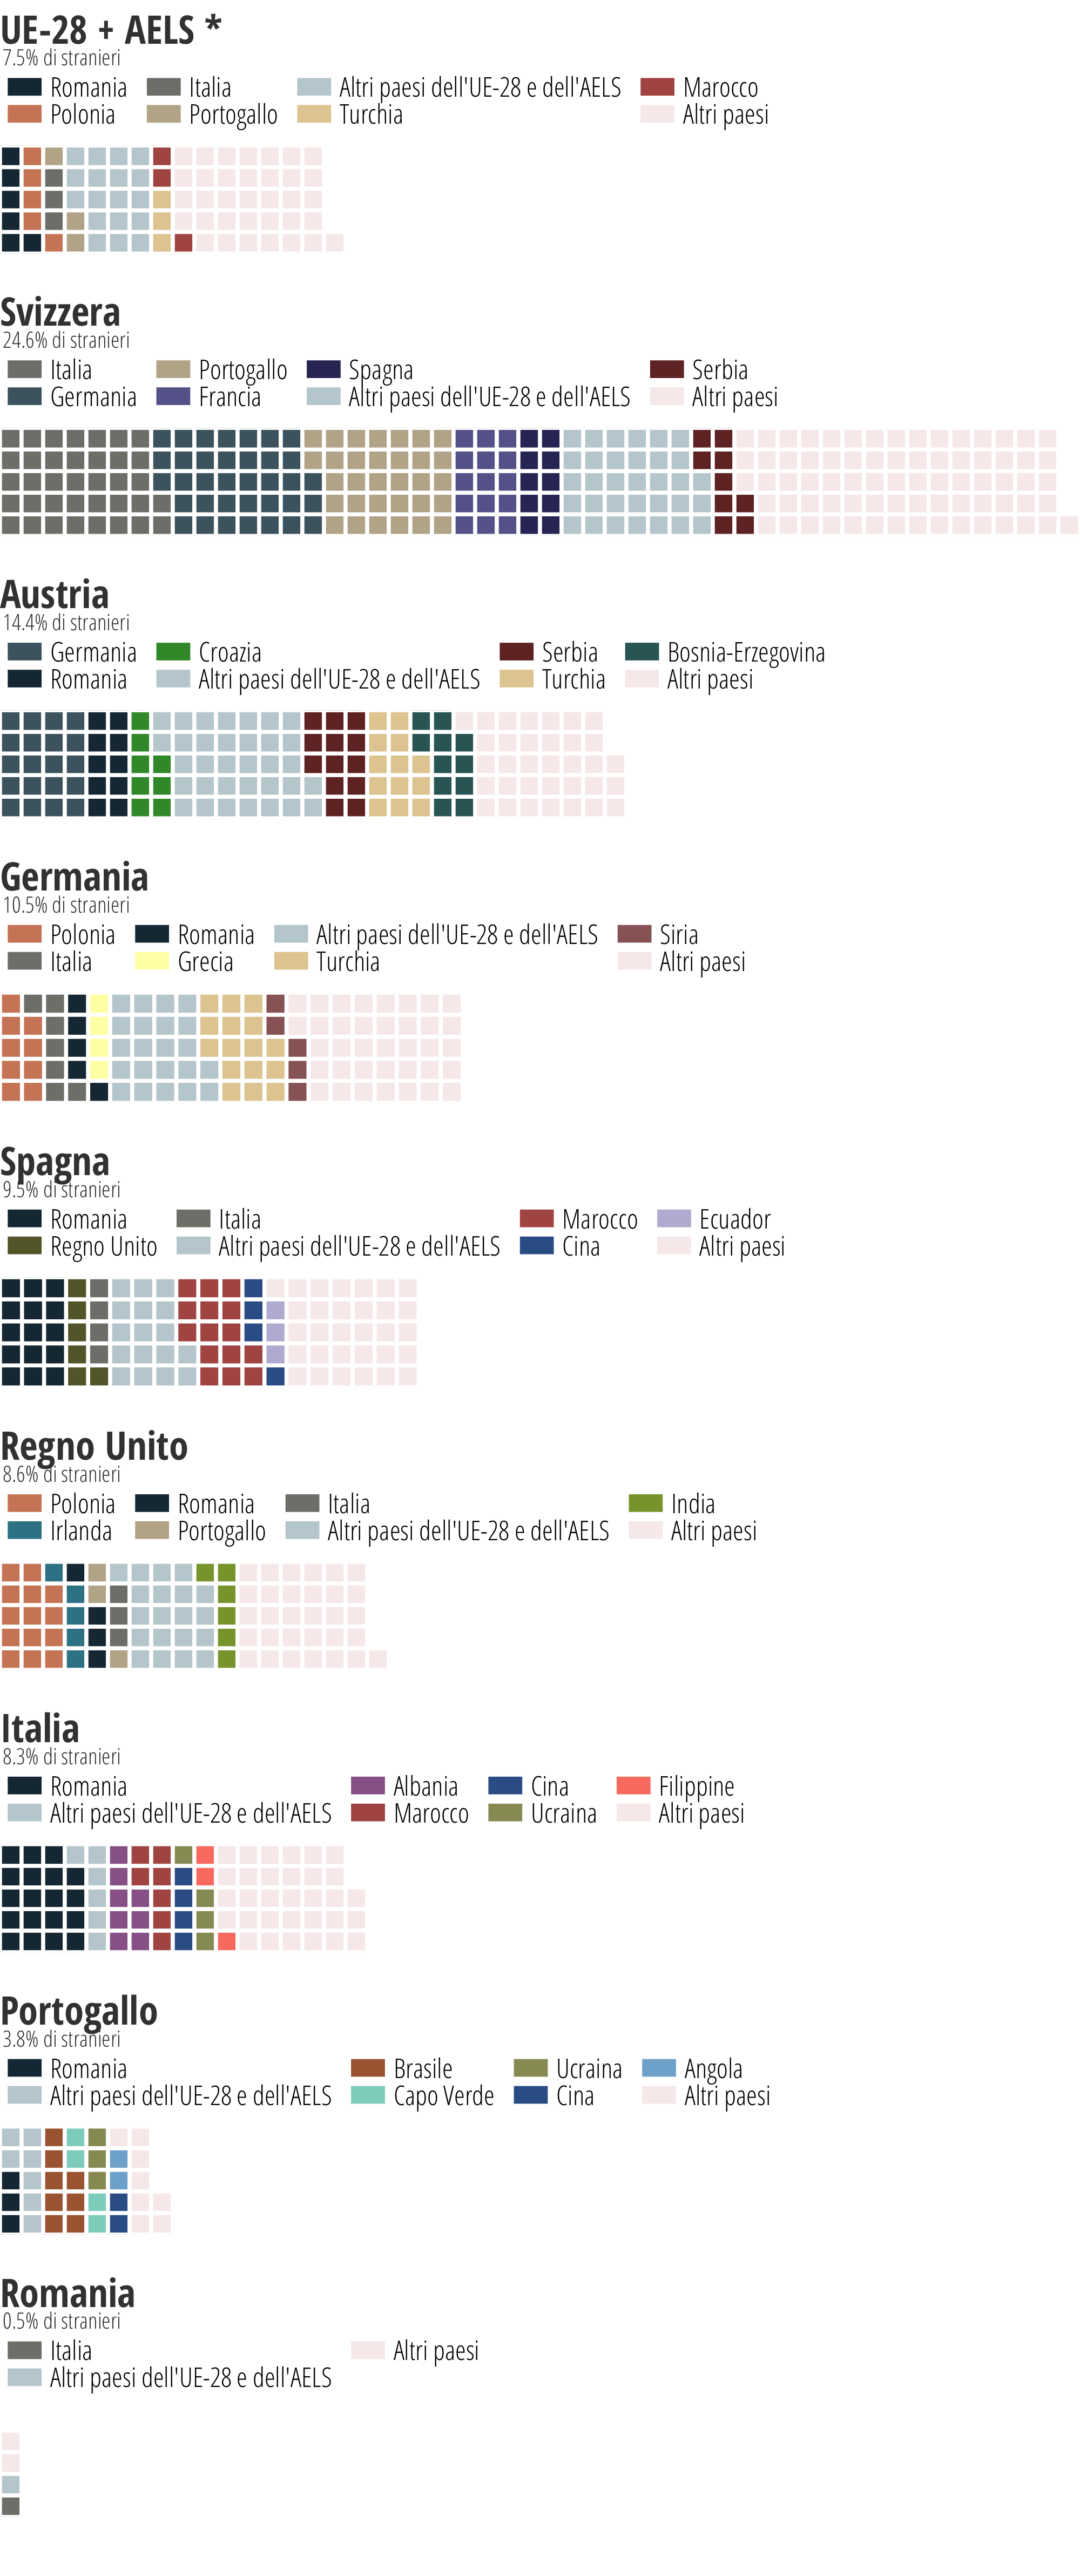 UE-28 + AELS *
7.5% di stranieri
Romania Italia Altri paesi dell'UE-28 e dell'AELS Marocco
Polonia Portogallo Turchia Altri paesi
Svizzera
24.6% di stranieri
Italia Portogallo Spagna Serbia
Germania Francia Altri paesi dell'UE-28 e dell'AELS Altri paesi
Austria
14.4% di stranieri
Germania Croazia Serbia Bosnia-Erzegovina
Romania Altri paesi dell'UE-28 e dell'AELS Turchia Altri paesi
Germania
10.5% di stranieri
Polonia Romania Altri paesi dell'UE-28 e dell'AELS Siria
Italia Grecia Turchia Altri paesi
Spagna
9.5% di stranieri
Romania Italia Marocco Ecuador
Regno Unito Altri paesi dell'UE-28 e dell'AELS Cina Altri paesi
Regno Unito
8.6% di stranieri
Polonia Romania Italia India
Irlanda Portogallo Altri paesi dell'UE-28 e dell'AELS Altri paesi
Italia
8.3% di stranieri
Romania Albania Cina Filippine
Altri paesi dell'UE-28 e dell'AELS Marocco Ucraina Altri paesi
Portogallo
3.8% di stranieri
Romania Brasile Ucraina Angola
Altri paesi dell'UE-28 e dell'AELS Capo Verde Cina Altri paesi
Romania
0.5% di stranieri
Italia Altri paesi
Altri paesi dell'UE-28 e dell'AELS